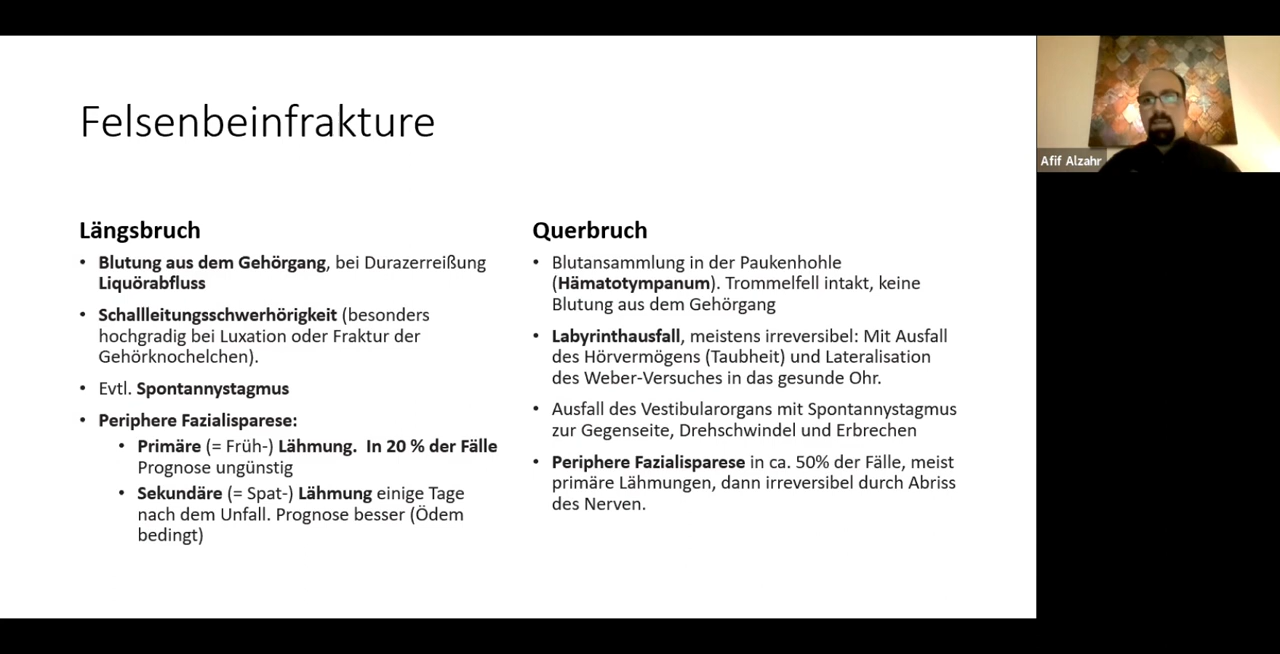 Felsenbeinfrakture
Längsbruch
• Blutung aus dem Gehörgang, bei Durazerreißung
Liquörabfluss
• Schallleitungsschwerhörigkeit (besonders
hochgradig bei Luxation oder Fraktur der
Gehörknochelchen).
• Evtl. Spontannystagmus
• Periphere Fazialisparese:
• Primäre (= Früh-) Lähmung. In 20 % der Fälle
Prognose ungünstig
• Sekundäre (= Spat-) Lähmung einige Tage
nach dem Unfall. Prognose besser (Ödem
bedingt)
Querbruch
• Blutansammlung in der Paukenhohle
(Hämatotympanum). Trommelfell intakt, keine
Blutung aus dem Gehörgang
• Labyrinthausfall, meistens irreversibel: Mit Ausfall
des Hörvermögens (Taubheit) und Lateralisation
des Weber-Versuches in das gesunde Ohr.
• Ausfall des Vestibularorgans mit Spontannystagmus
zur Gegenseite, Drehschwindel und Erbrechen
• Periphere Fazialisparese in ca. 50% der Fälle, meist
primäre Lähmungen, dann irreversibel durch Abriss
des Nerven.
Afif Alzahr